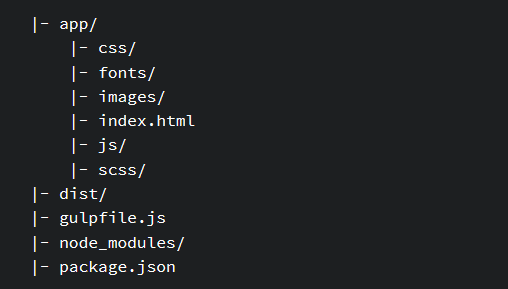 |- app/
    |- css/
    |- fonts/
    |- images/
    |- index.html
    |- js/
    |- scss/
|- dist/
|- gulpfile.js
|- node_modules/
|- package.json